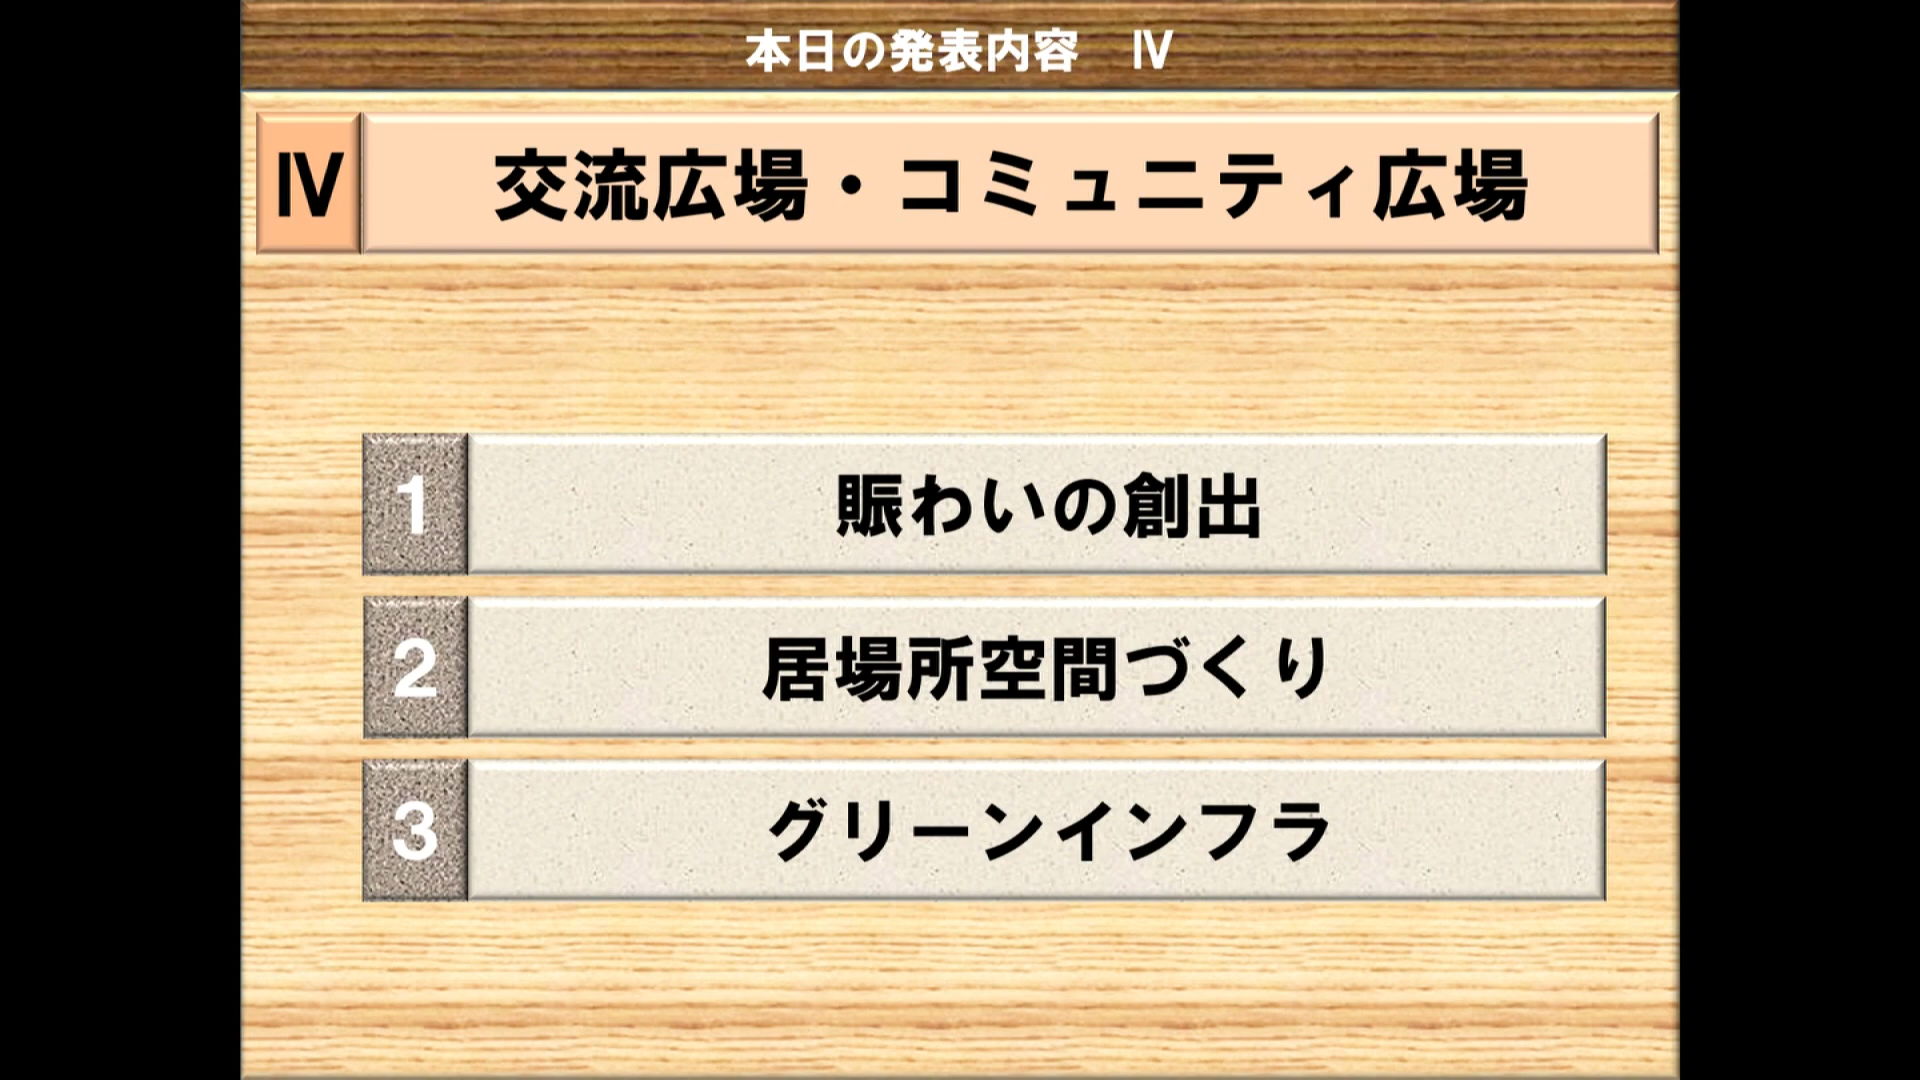 本日の発表内容　Ⅳ
Ⅳ 交流広場・コミュニティ広場
1 賑わいの創出
2 居場所空間づくり
3 グリーンインフラ